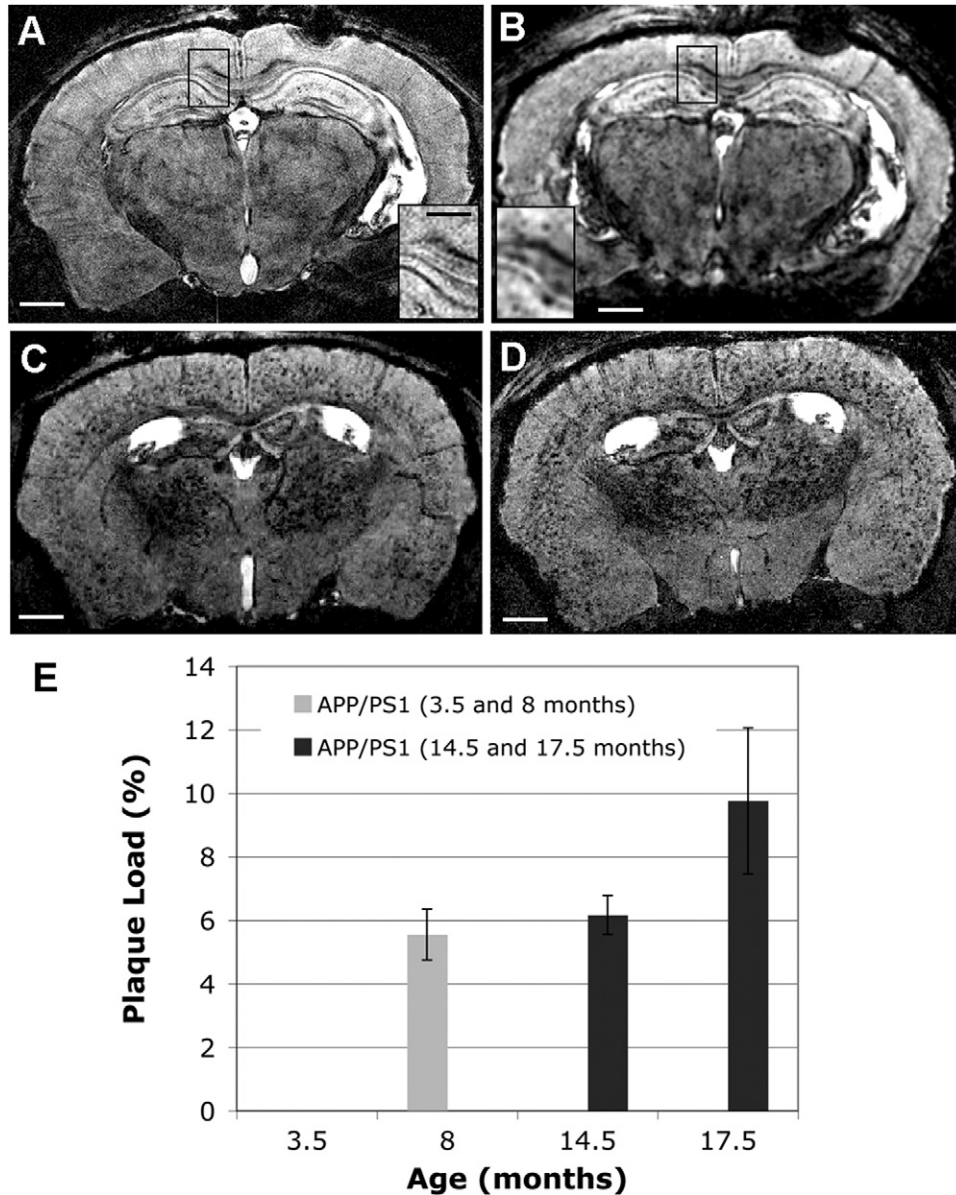 A
B
C
D
E
14
12
10
8
6
4
2
0
APP/PS1 (3.5 and 8 months)
APP/PS1 (14.5 and 17.5 months)
Plaque Load (%)
3.5 8 14.5 17.5
Age (months)